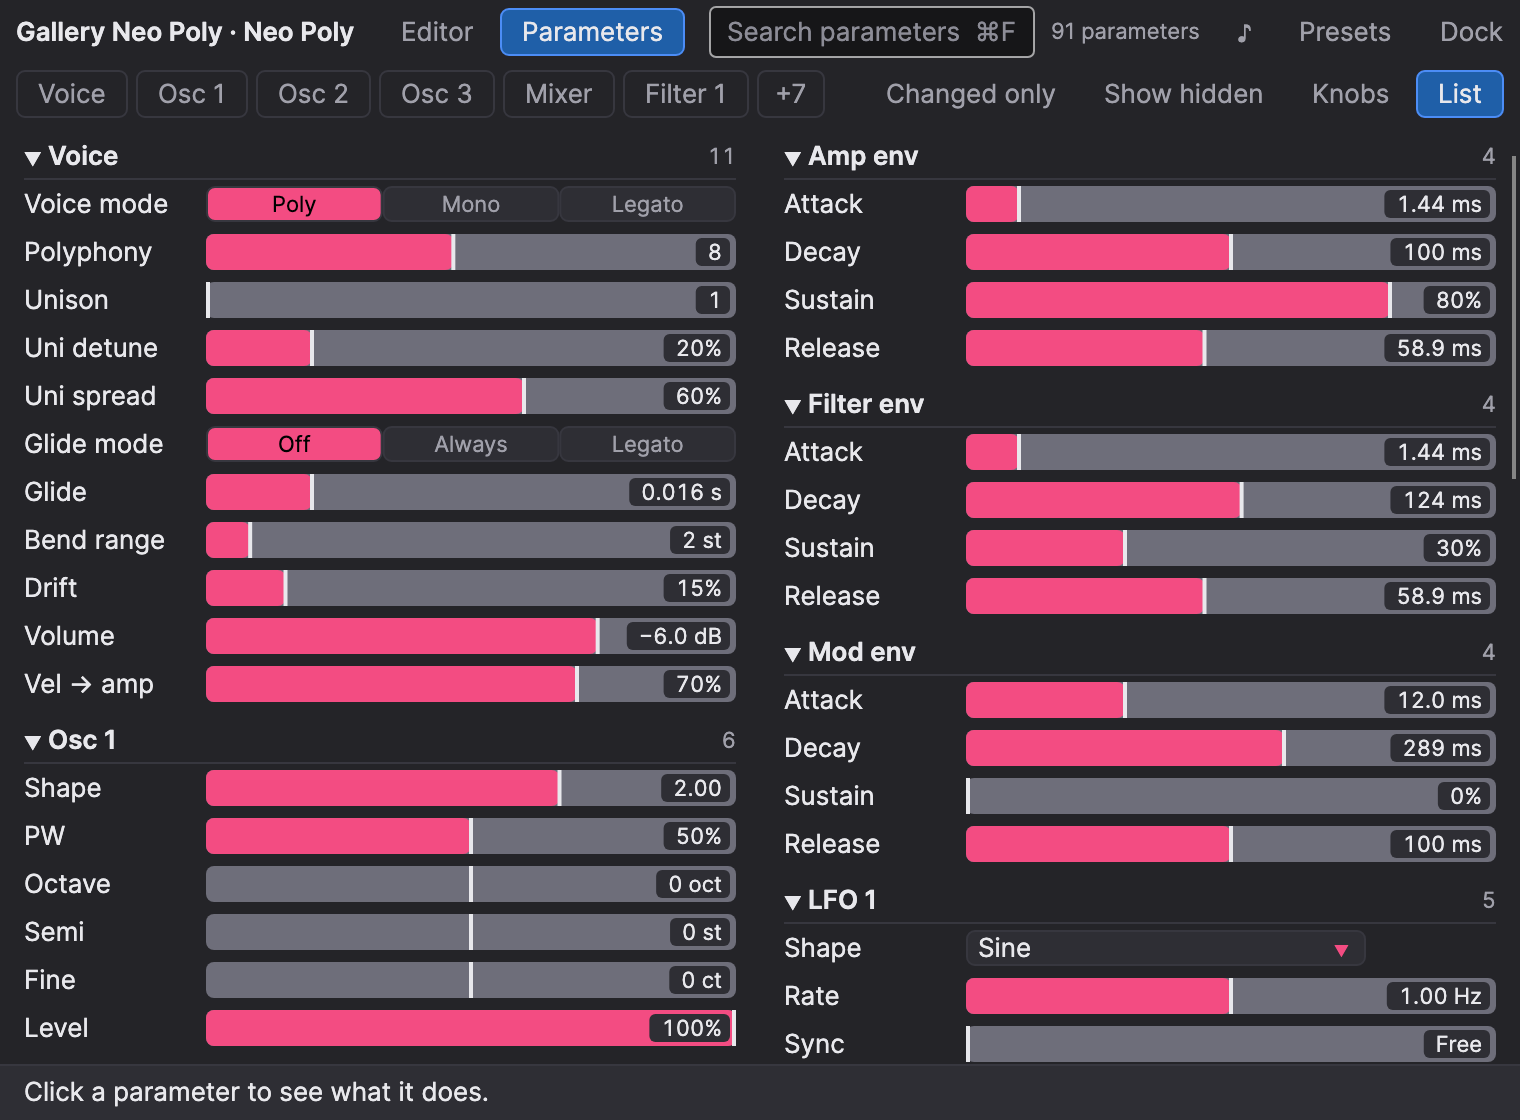 Gallery Neo Poly · Neo Poly Editor Parameters Search parameters ⌘F 91 parameters ♪ Presets Dock
Voice Osc 1 Osc 2 Osc 3 Mixer Filter 1 +7 Changed only Show hidden Knobs List
▼ Voice 11
Voice mode Poly Mono Legato
Polyphony 8
Unison 1
Uni detune 20%
Uni spread 60%
Glide mode Off Always Legato
Glide 0.016 s
Bend range 2 st
Drift 15%
Volume −6.0 dB
Vel → amp 70%
▼ Osc 1 6
Shape 2.00
PW 50%
Octave 0 oct
Semi 0 st
Fine 0 ct
Level 100%
▼ Amp env 4
Attack 1.44 ms
Decay 100 ms
Sustain 80%
Release 58.9 ms
▼ Filter env 4
Attack 1.44 ms
Decay 124 ms
Sustain 30%
Release 58.9 ms
▼ Mod env 4
Attack 12.0 ms
Decay 289 ms
Sustain 0%
Release 100 ms
▼ LFO 1 5
Shape Sine ▼
Rate 1.00 Hz
Sync Free
Click a parameter to see what it does.